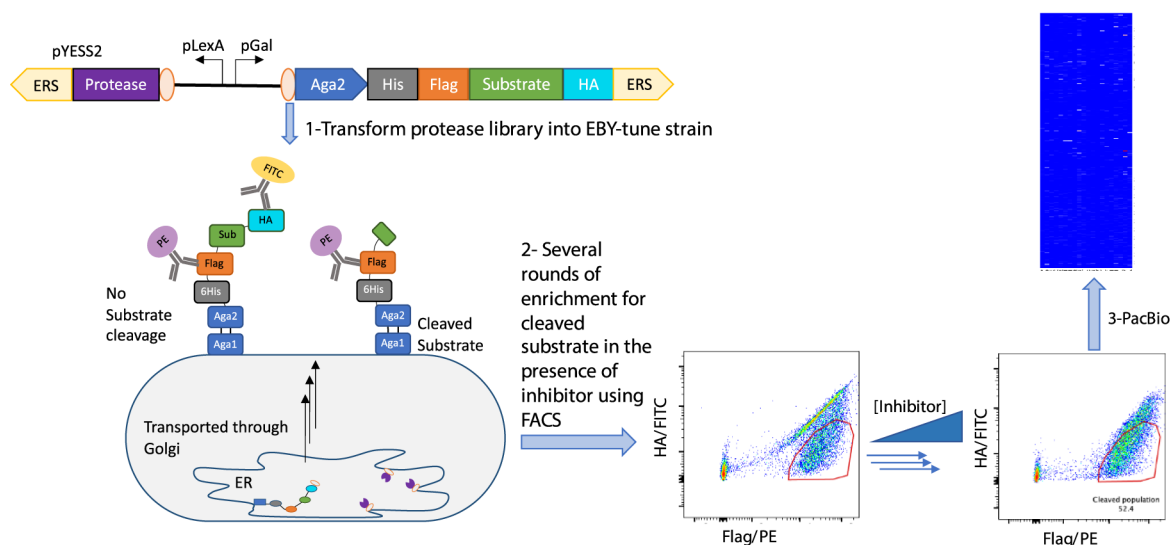 pYESS2
pLexA
pGal
ERS
Protease
Aga2
His
Flag
Substrate
HA
ERS
1-Transform protease library into EBY-tune strain
FITC
HA
Sub
PE
Flag
6His
Aga2
Aga1
No
Substrate
cleavage
PE
Flag
6His
Aga2
Aga1
Cleaved
Substrate
Transported through
Golgi
ER
2- Several
rounds of
enrichment for
cleaved
substrate in the
presence of
inhibitor using
FACS
HA/FITC
Flag/PE
[Inhibitor]
HA/FITC
Cleaved population
52.4
Flag/PE
3-PacBio